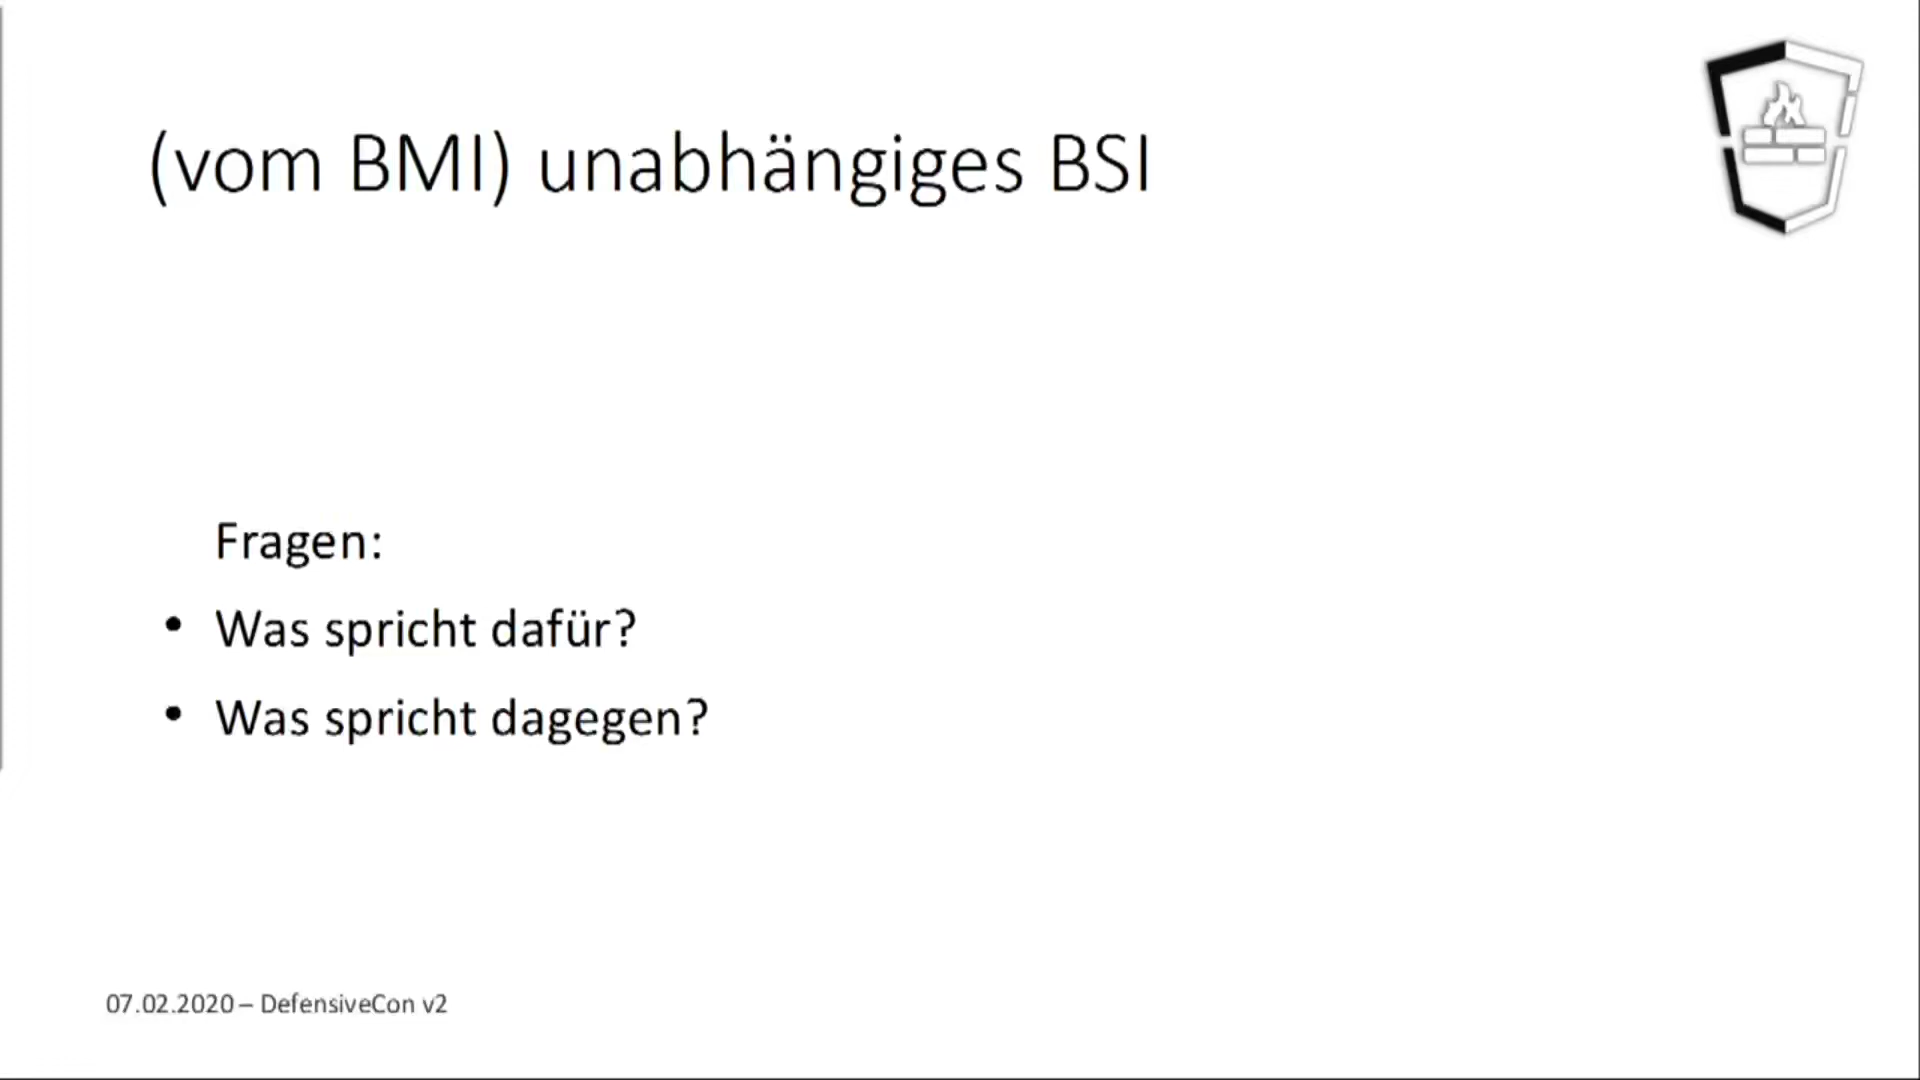 (vom BMI) unabhängiges BSI
Fragen:
• Was spricht dafür?
• Was spricht dagegen?
07.02.2020 – DefensiveCon v2